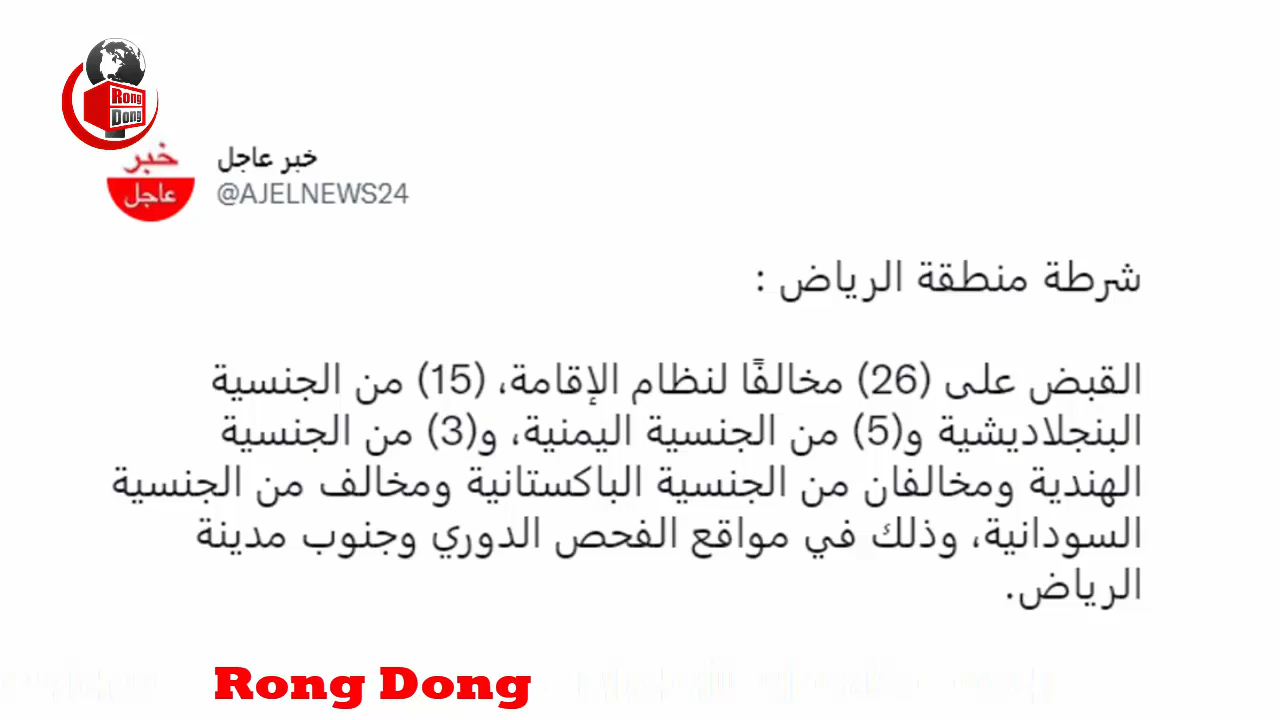 Rong
Dong
خبر
عاجل
خبر عاجل
@AJELNEWS24
شرطة منطقة الرياض :
القبض على (26) مخالفًا لنظام الإقامة، (15) من الجنسية
البنجلاديشية و(5) من الجنسية اليمنية، و(3) من الجنسية
الهندية ومخالفان من الجنسية الباكستانية ومخالف من الجنسية
السودانية، وذلك في مواقع الفحص الدوري وجنوب مدينة
الرياض.
Rong Dong